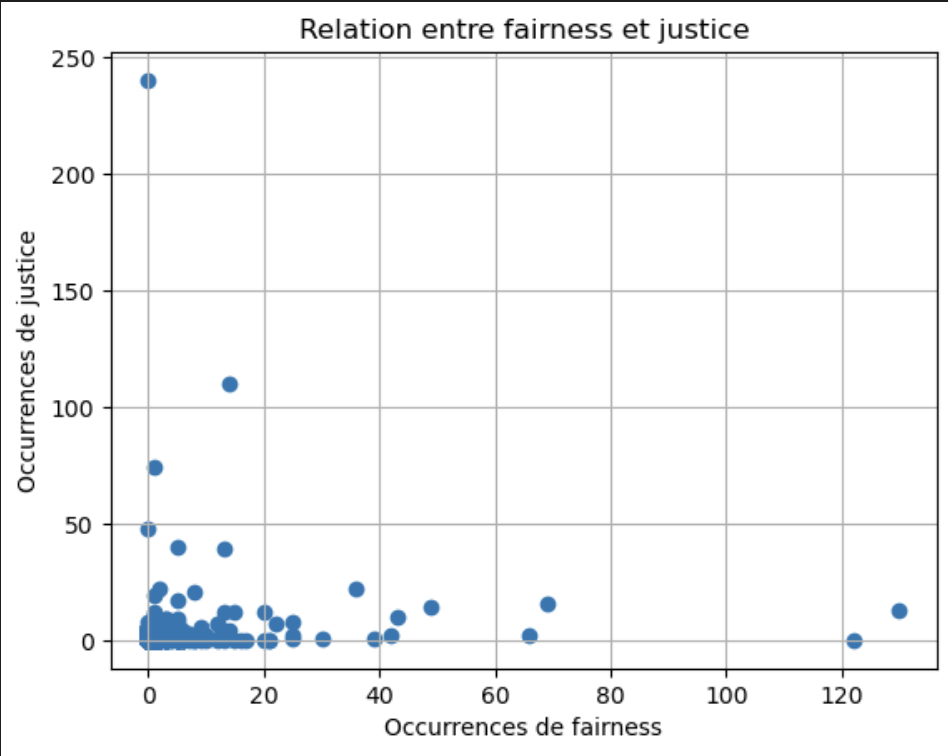 Relation entre fairness et justice
250
200
150
100
50
0
Occurrences de justice
0 20 40 60 80 100 120
Occurrences de fairness